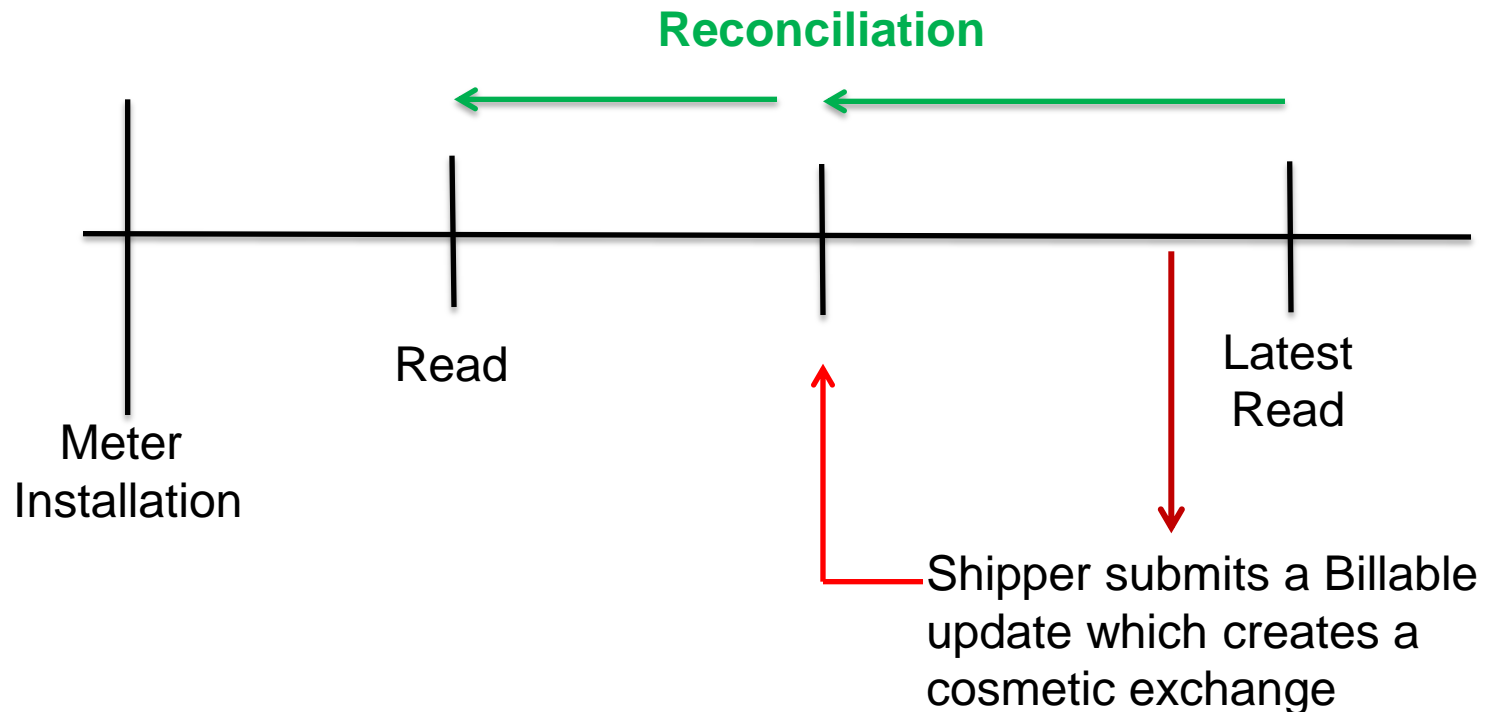 Reconciliation
Read
Latest
Read
Meter
Installation
Shipper submits a Billable
update which creates a
cosmetic exchange